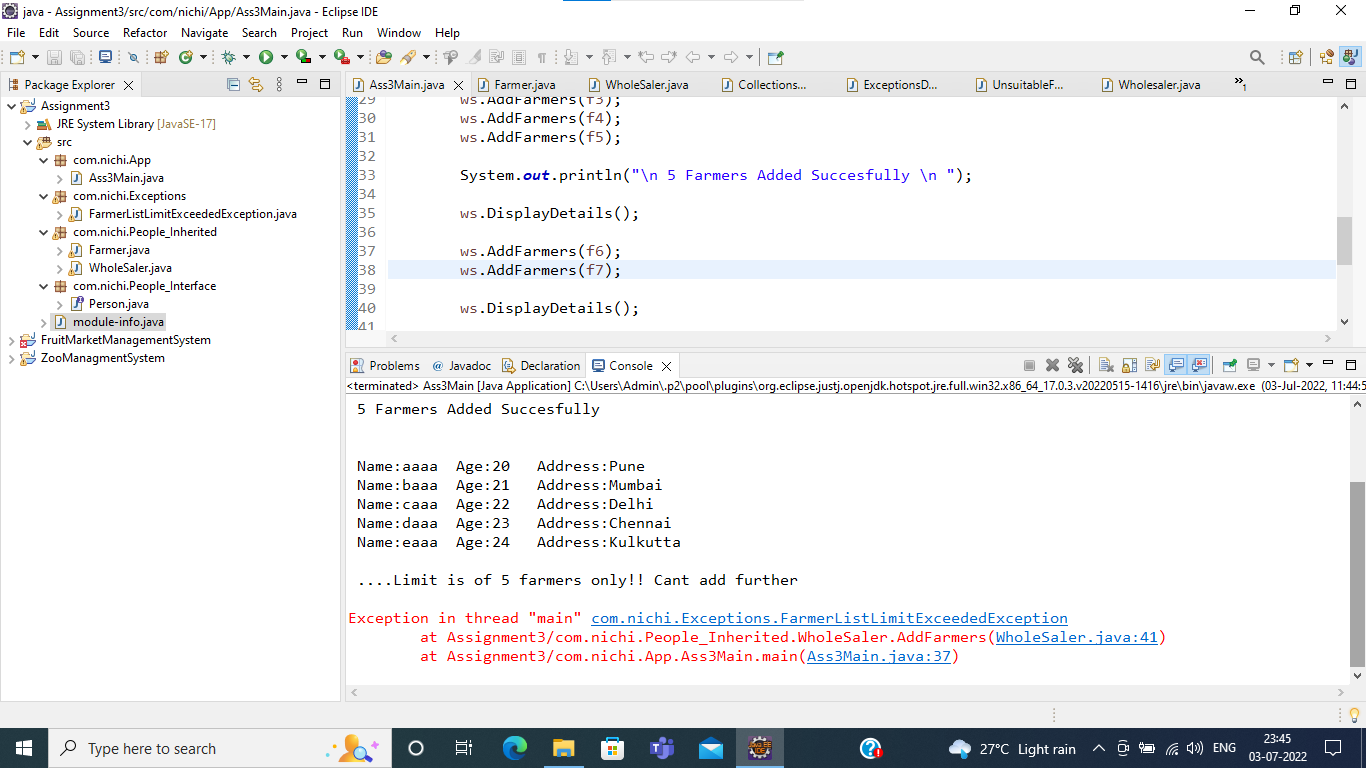 java - Assignment3/src/com/nichi/App/Ass3Main.java - Eclipse IDE
File Edit Source Refactor Navigate Search Project Run Window Help
Package Explorer
Assignment3
JRE System Library [JavaSE-17]
src
com.nichi.App
Ass3Main.java
com.nichi.Exceptions
FarmerListLimitExceededException.java
com.nichi.People_Inherited
Farmer.java
WholeSaler.java
com.nichi.People_Interface
Person.java
module-info.java
FruitMarketManagementSystem
ZooManagmentSystem
Ass3Main.java Farmer.java WholeSaler.java Collections... ExceptionsD... UnsuitableF... Wholesaler.java »1
29 ws.AddFarmers(f3);
30 ws.AddFarmers(f4);
31 ws.AddFarmers(f5);
32
33 System.out.println("\n 5 Farmers Added Succesfully \n ");
34
35 ws.DisplayDetails();
36
37 ws.AddFarmers(f6);
38 ws.AddFarmers(f7);
39
40 ws.DisplayDetails();
41
Problems Javadoc Declaration Console
<terminated> Ass3Main [Java Application] C:\Users\Admin\.p2\pool\plugins\org.eclipse.justj.openjdk.hotspot.jre.full.win32.x86_64_17.0.3.v20220515-1416\jre\bin\javaw.exe (03-Jul-2022, 11:44:5
5 Farmers Added Succesfully
Name:aaaa Age:20 Address:Pune
Name:baaa Age:21 Address:Mumbai
Name:caaa Age:22 Address:Delhi
Name:daaa Age:23 Address:Chennai
Name:eaaa Age:24 Address:Kulkutta
....Limit is of 5 farmers only!! Cant add further
Exception in thread "main" com.nichi.Exceptions.FarmerListLimitExceededException
at Assignment3/com.nichi.People_Inherited.WholeSaler.AddFarmers(WholeSaler.java:41)
at Assignment3/com.nichi.App.Ass3Main.main(Ass3Main.java:37)
Type here to search
27°C Light rain
ENG
23:45
03-07-2022